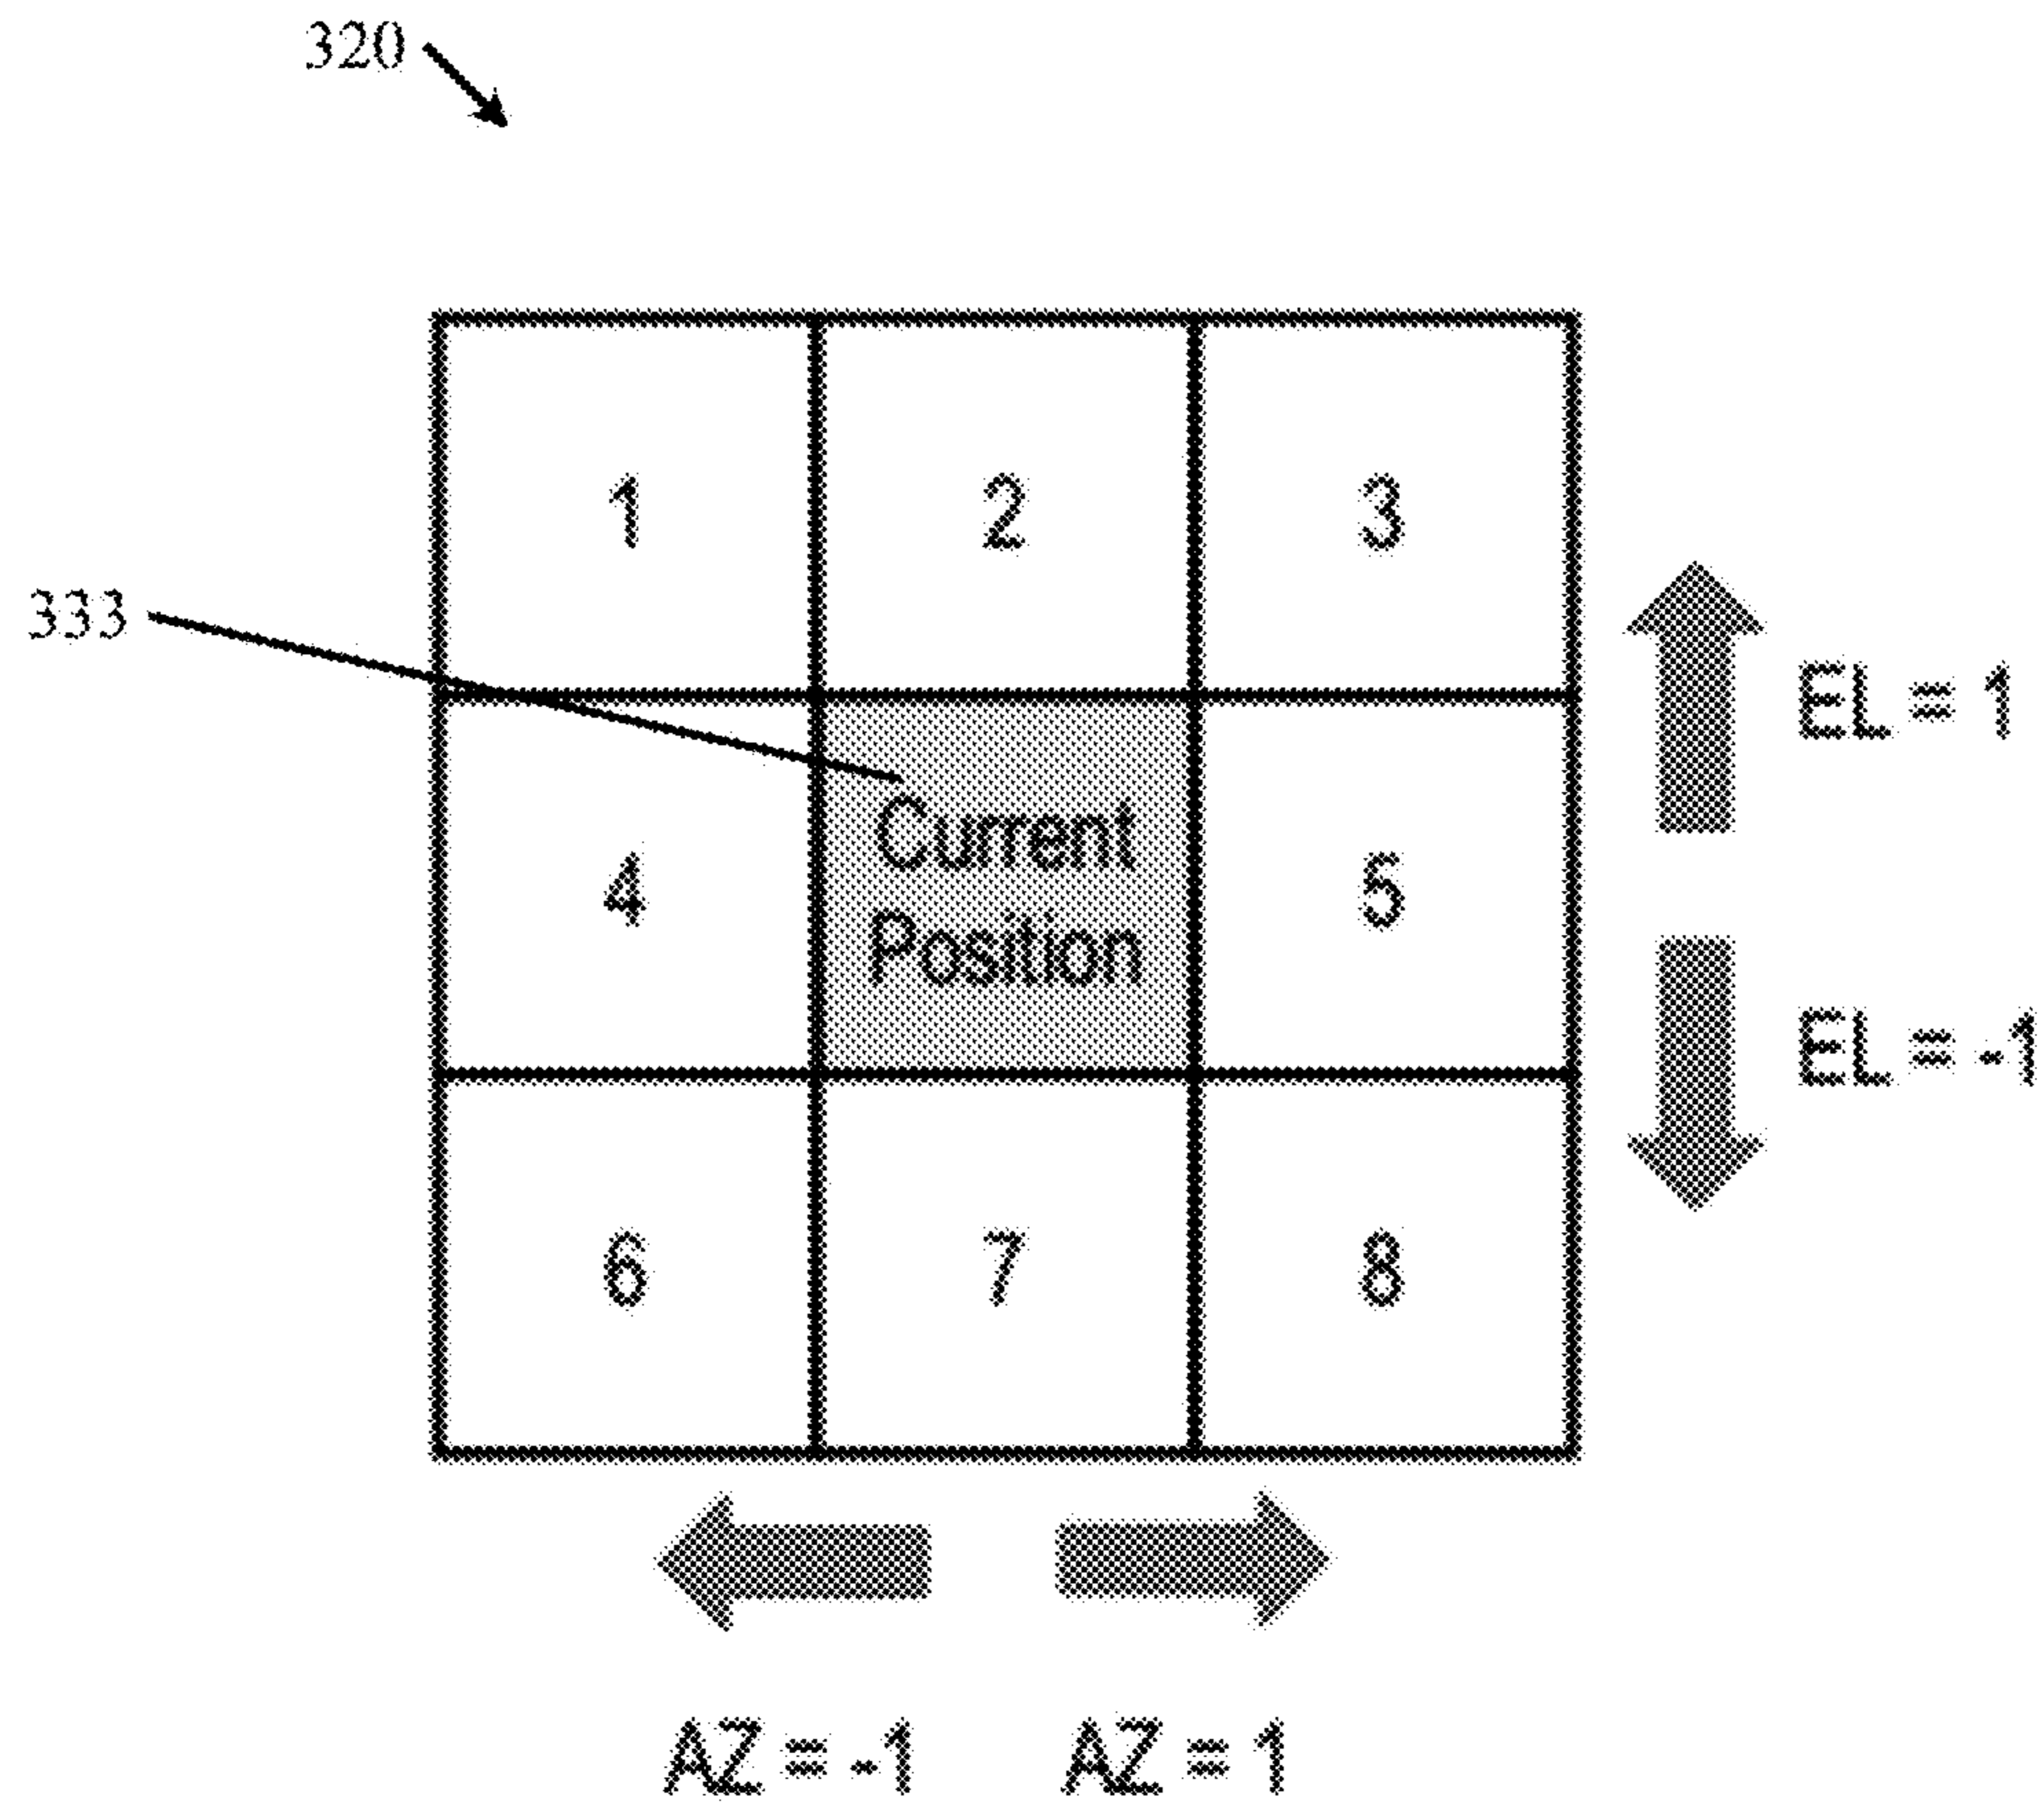 320
1
2
3
333
EL = 1
4
Current
Position
5
EL = -1
6
7
8
AZ = -1
AZ = 1